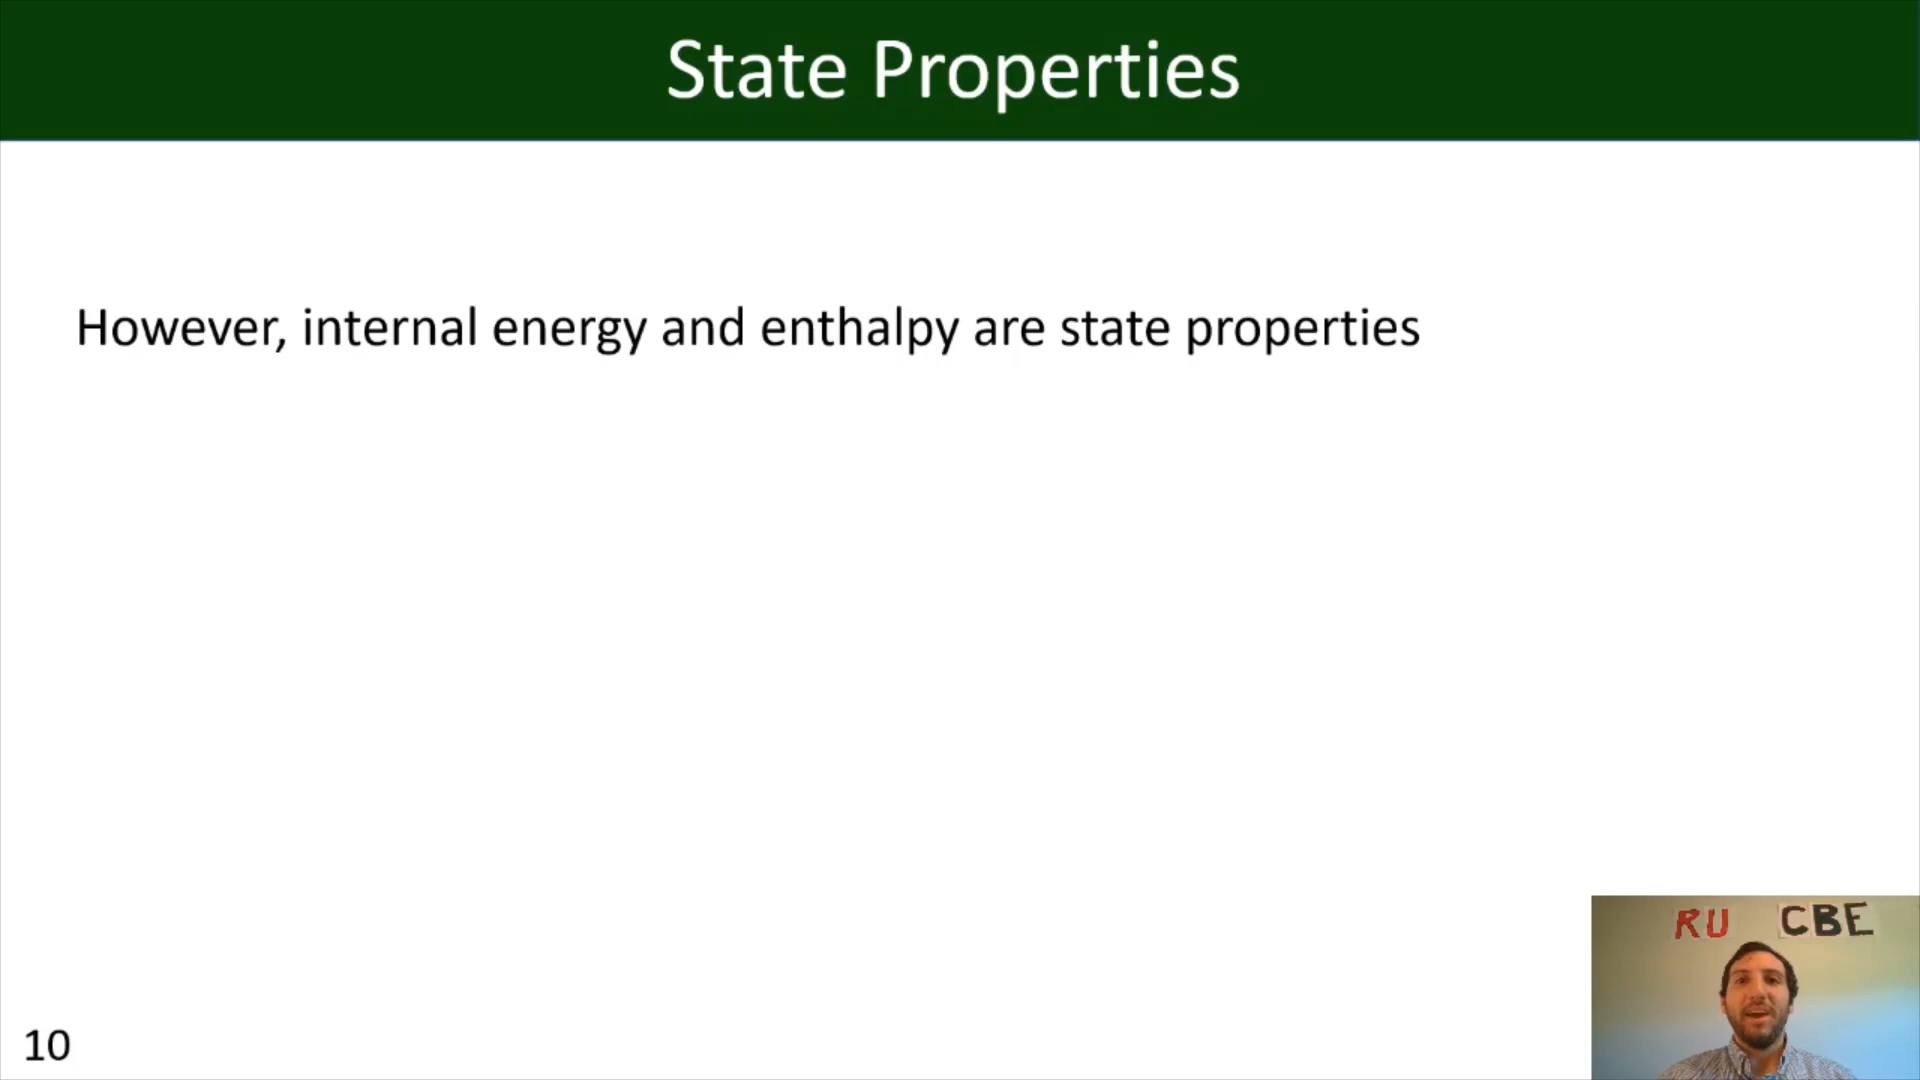 State Properties
However, internal energy and enthalpy are state properties
RU CBE
10